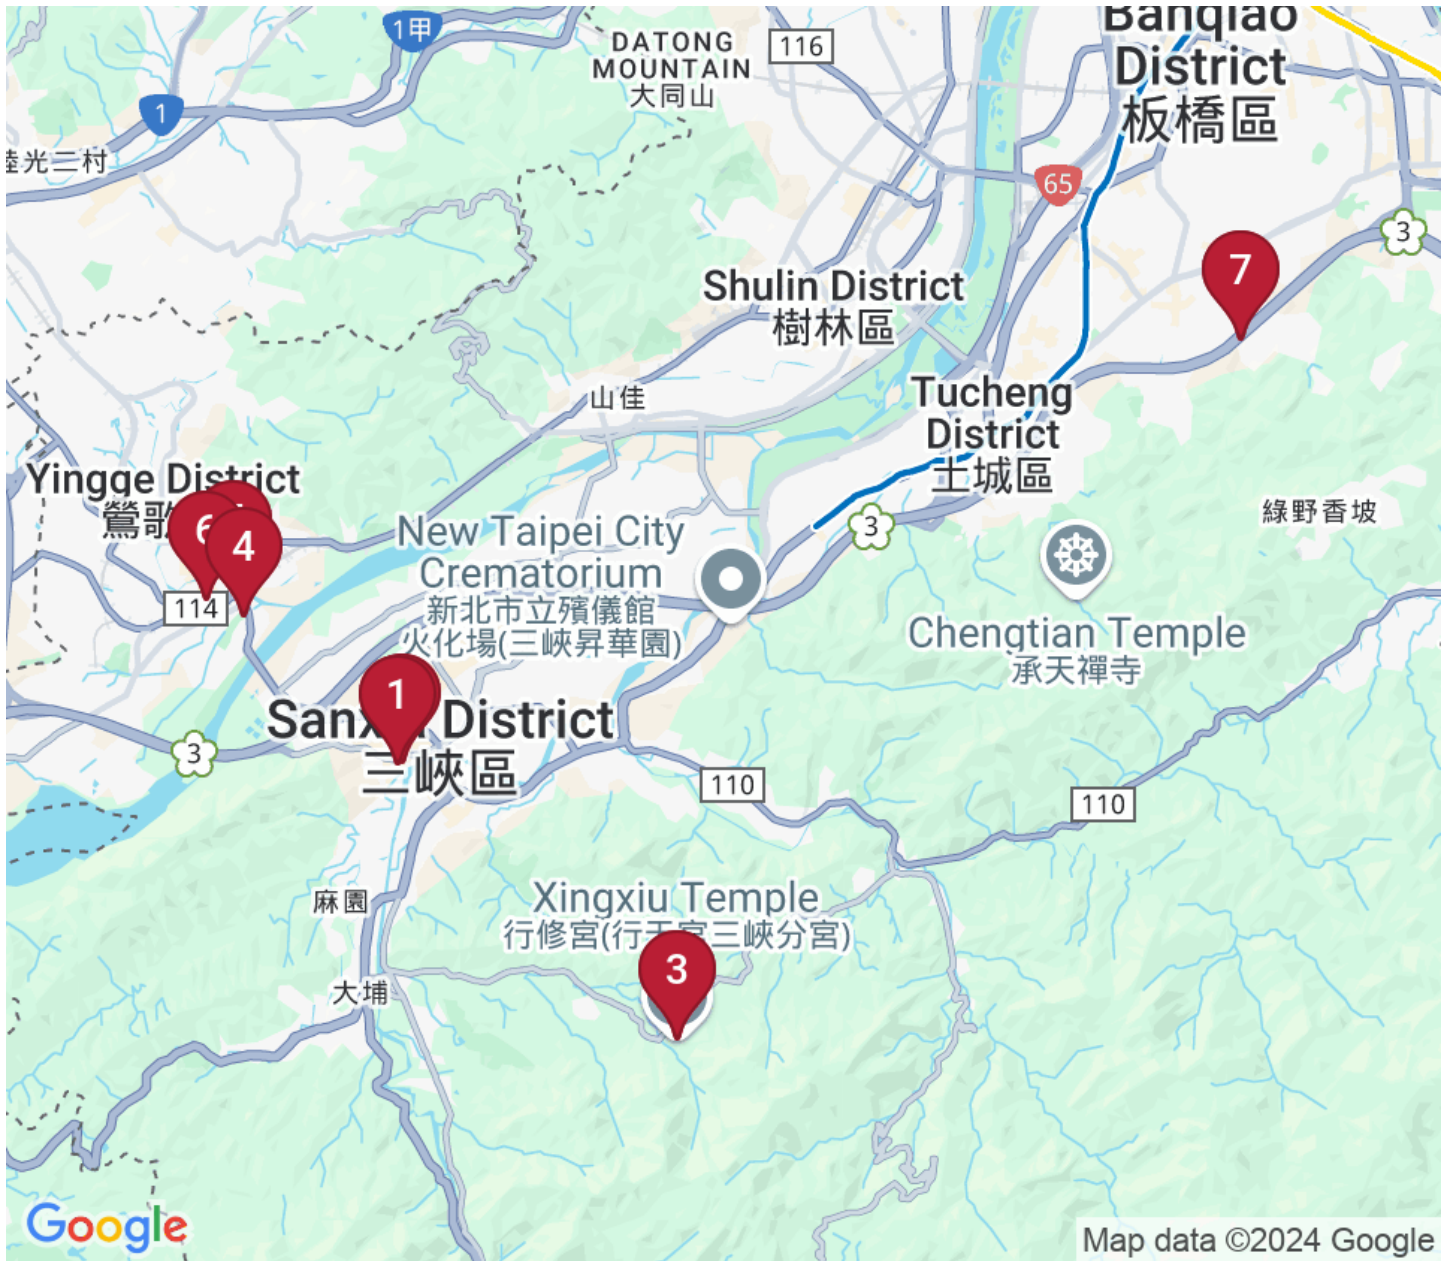 1甲
DATONG
MOUNTAIN
大同山
116
Banqiao
District
板橋區
1
陸光二村
65
3
7
Shulin District
樹林區
山佳
Tucheng
District
土城區
Yingge District
鶯歌
6
4
114
New Taipei City
Crematorium
新北市立殯儀館
火化場(三峽昇華園)
3
綠野香坡
Chengtian Temple
承天禪寺
1
Sanxia District
三峽區
3
110
110
麻園
Xingxiu Temple
行修宮(行天宮三峽分宮)
3
大埔
Google
Map data ©2024 Google